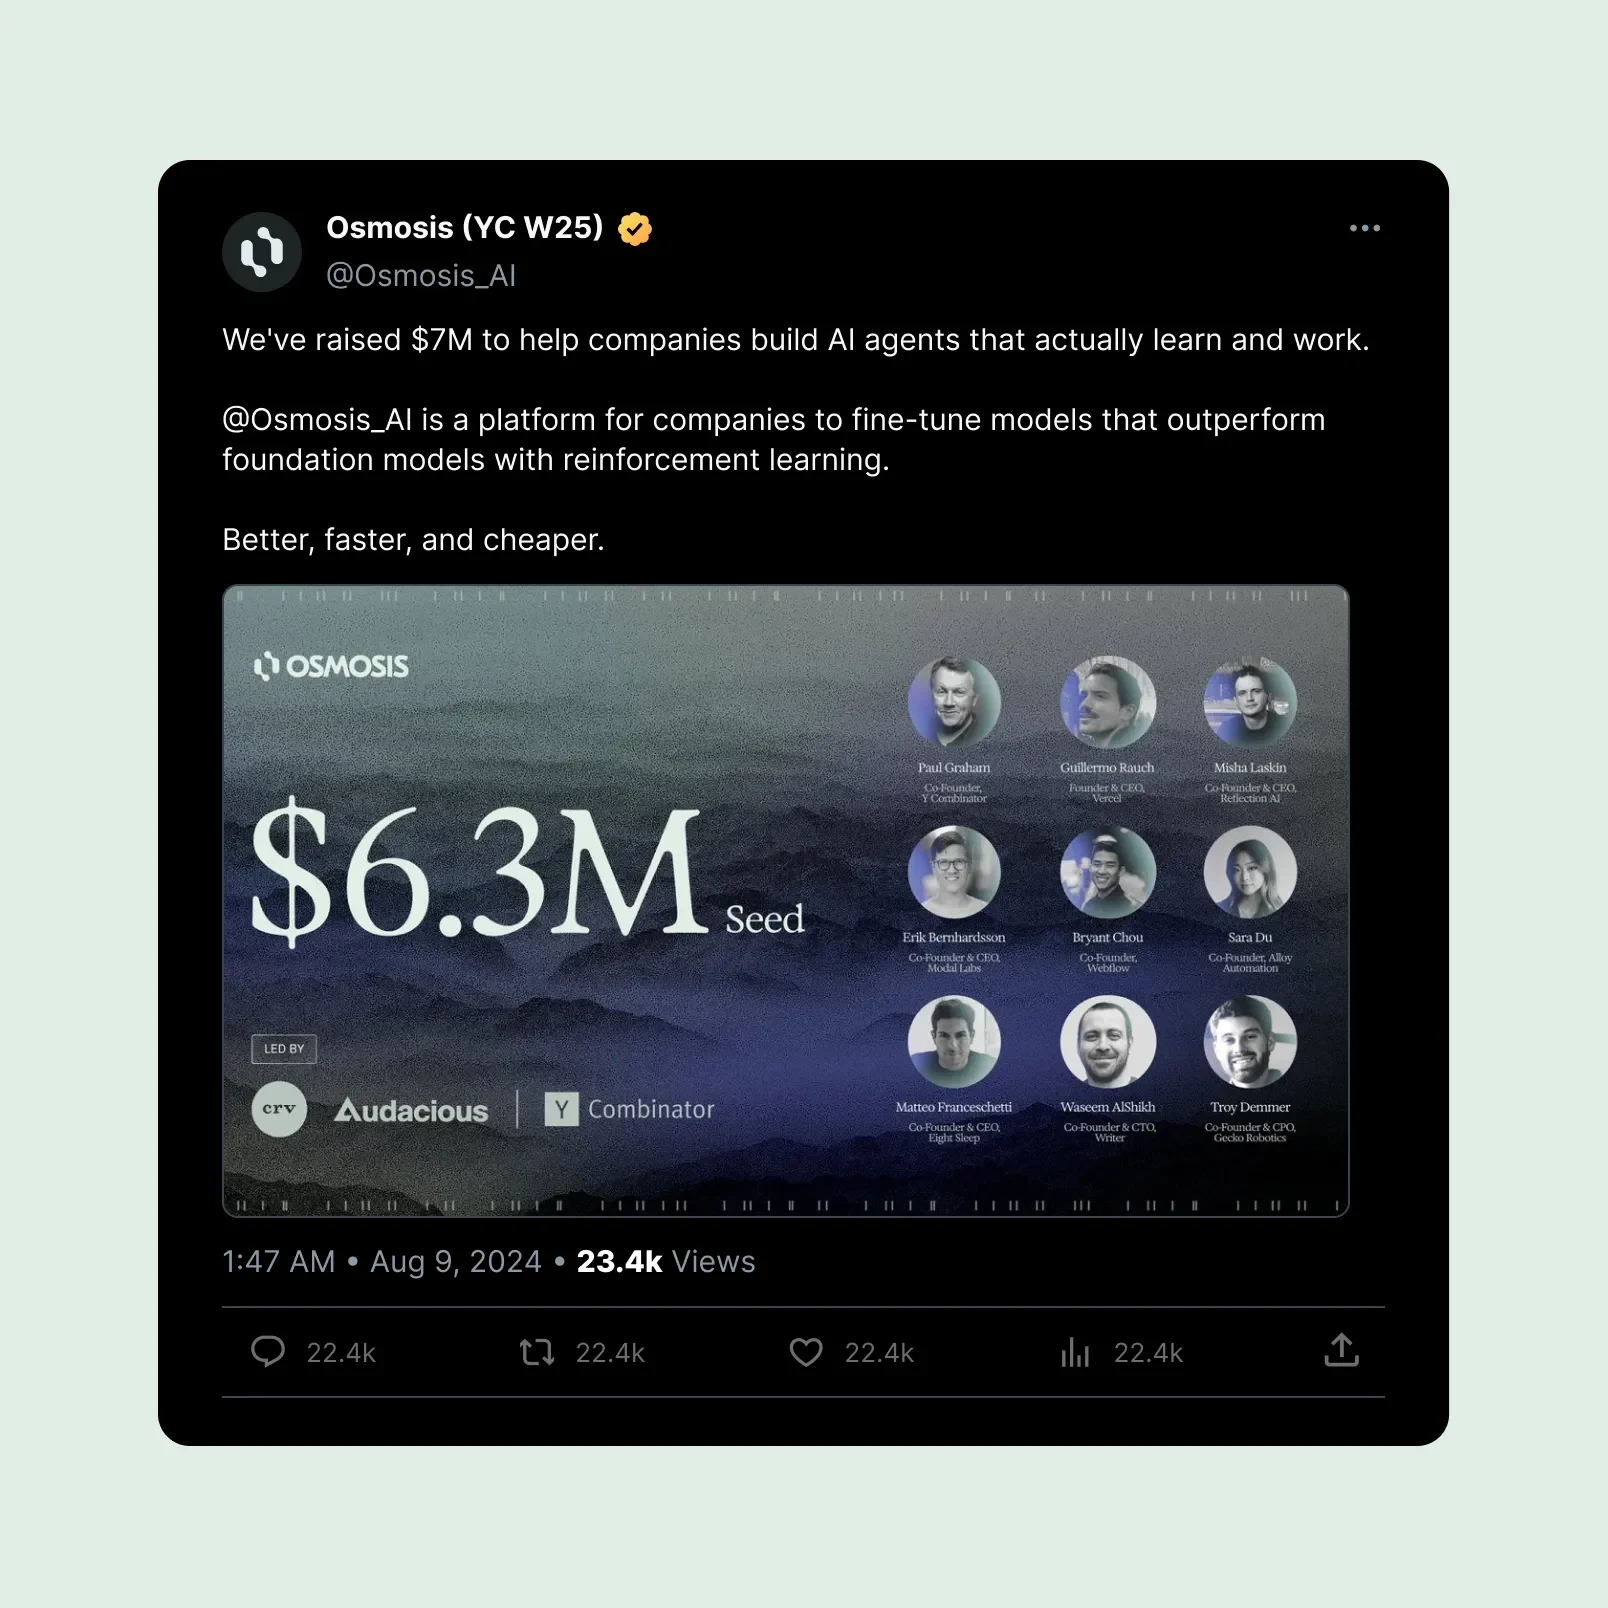 Osmosis (YC W25)
@Osmosis_AI
We've raised $7M to help companies build AI agents that actually learn and work.
@Osmosis_AI is a platform for companies to fine-tune models that outperform
foundation models with reinforcement learning.
Better, faster, and cheaper.
OSMOSIS
$6.3M Seed
LED BY
crv Audacious Y Combinator
Paul Graham
Co-Founder,
Y Combinator
Guillermo Rauch
Founder & CEO,
Vercel
Misha Laskin
Co-Founder & CEO,
Reflection AI
Erik Bernhardsson
Co-Founder & CEO,
Modal Labs
Bryant Chou
Co-Founder,
Webflow
Sara Du
Co-Founder, Alloy
Automation
Matteo Franceschetti
Co-Founder & CEO,
Eight Sleep
Waseem AlShikh
Co-Founder & CTO,
Writer
Troy Demmer
Co-Founder & CPO,
Gecko Robotics
1:47 AM • Aug 9, 2024 • 23.4k Views
22.4k 22.4k 22.4k 22.4k